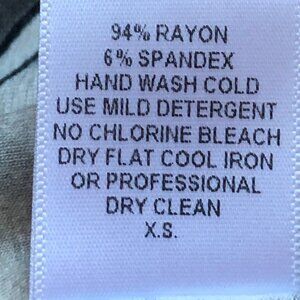 94% RAYON
6% SPANDEX
HAND WASH COLD
USE MILD DETERGENT
NO CHLORINE BLEACH
DRY FLAT COOL IRON
OR PROFESSIONAL
DRY CLEAN
X.S.